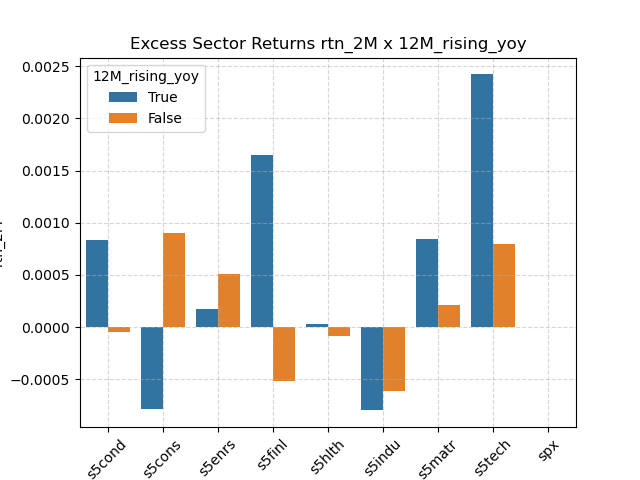 Excess Sector Returns rtn_2M x 12M_rising_yoy
12M_rising_yoy
True
False
0.0025
0.0020
0.0015
0.0010
0.0005
0.0000
−0.0005
s5cond
s5cons
s5enrs
s5finl
s5hlth
s5indu
s5matr
s5tech
spx